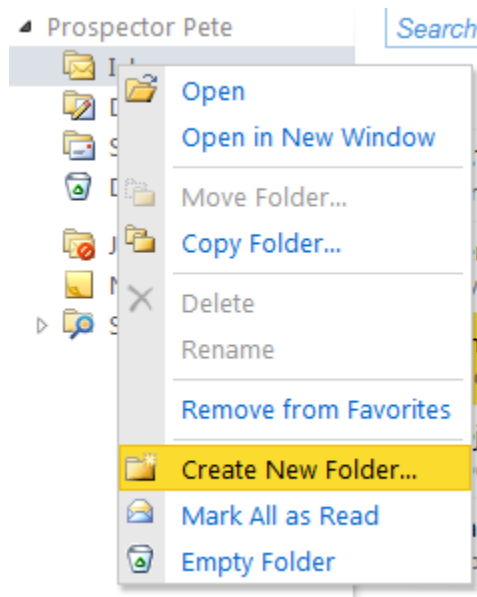 Prospector Pete
Search
Open
Open in New Window
Move Folder...
Copy Folder...
Delete
Rename
Remove from Favorites
Create New Folder...
Mark All as Read
Empty Folder